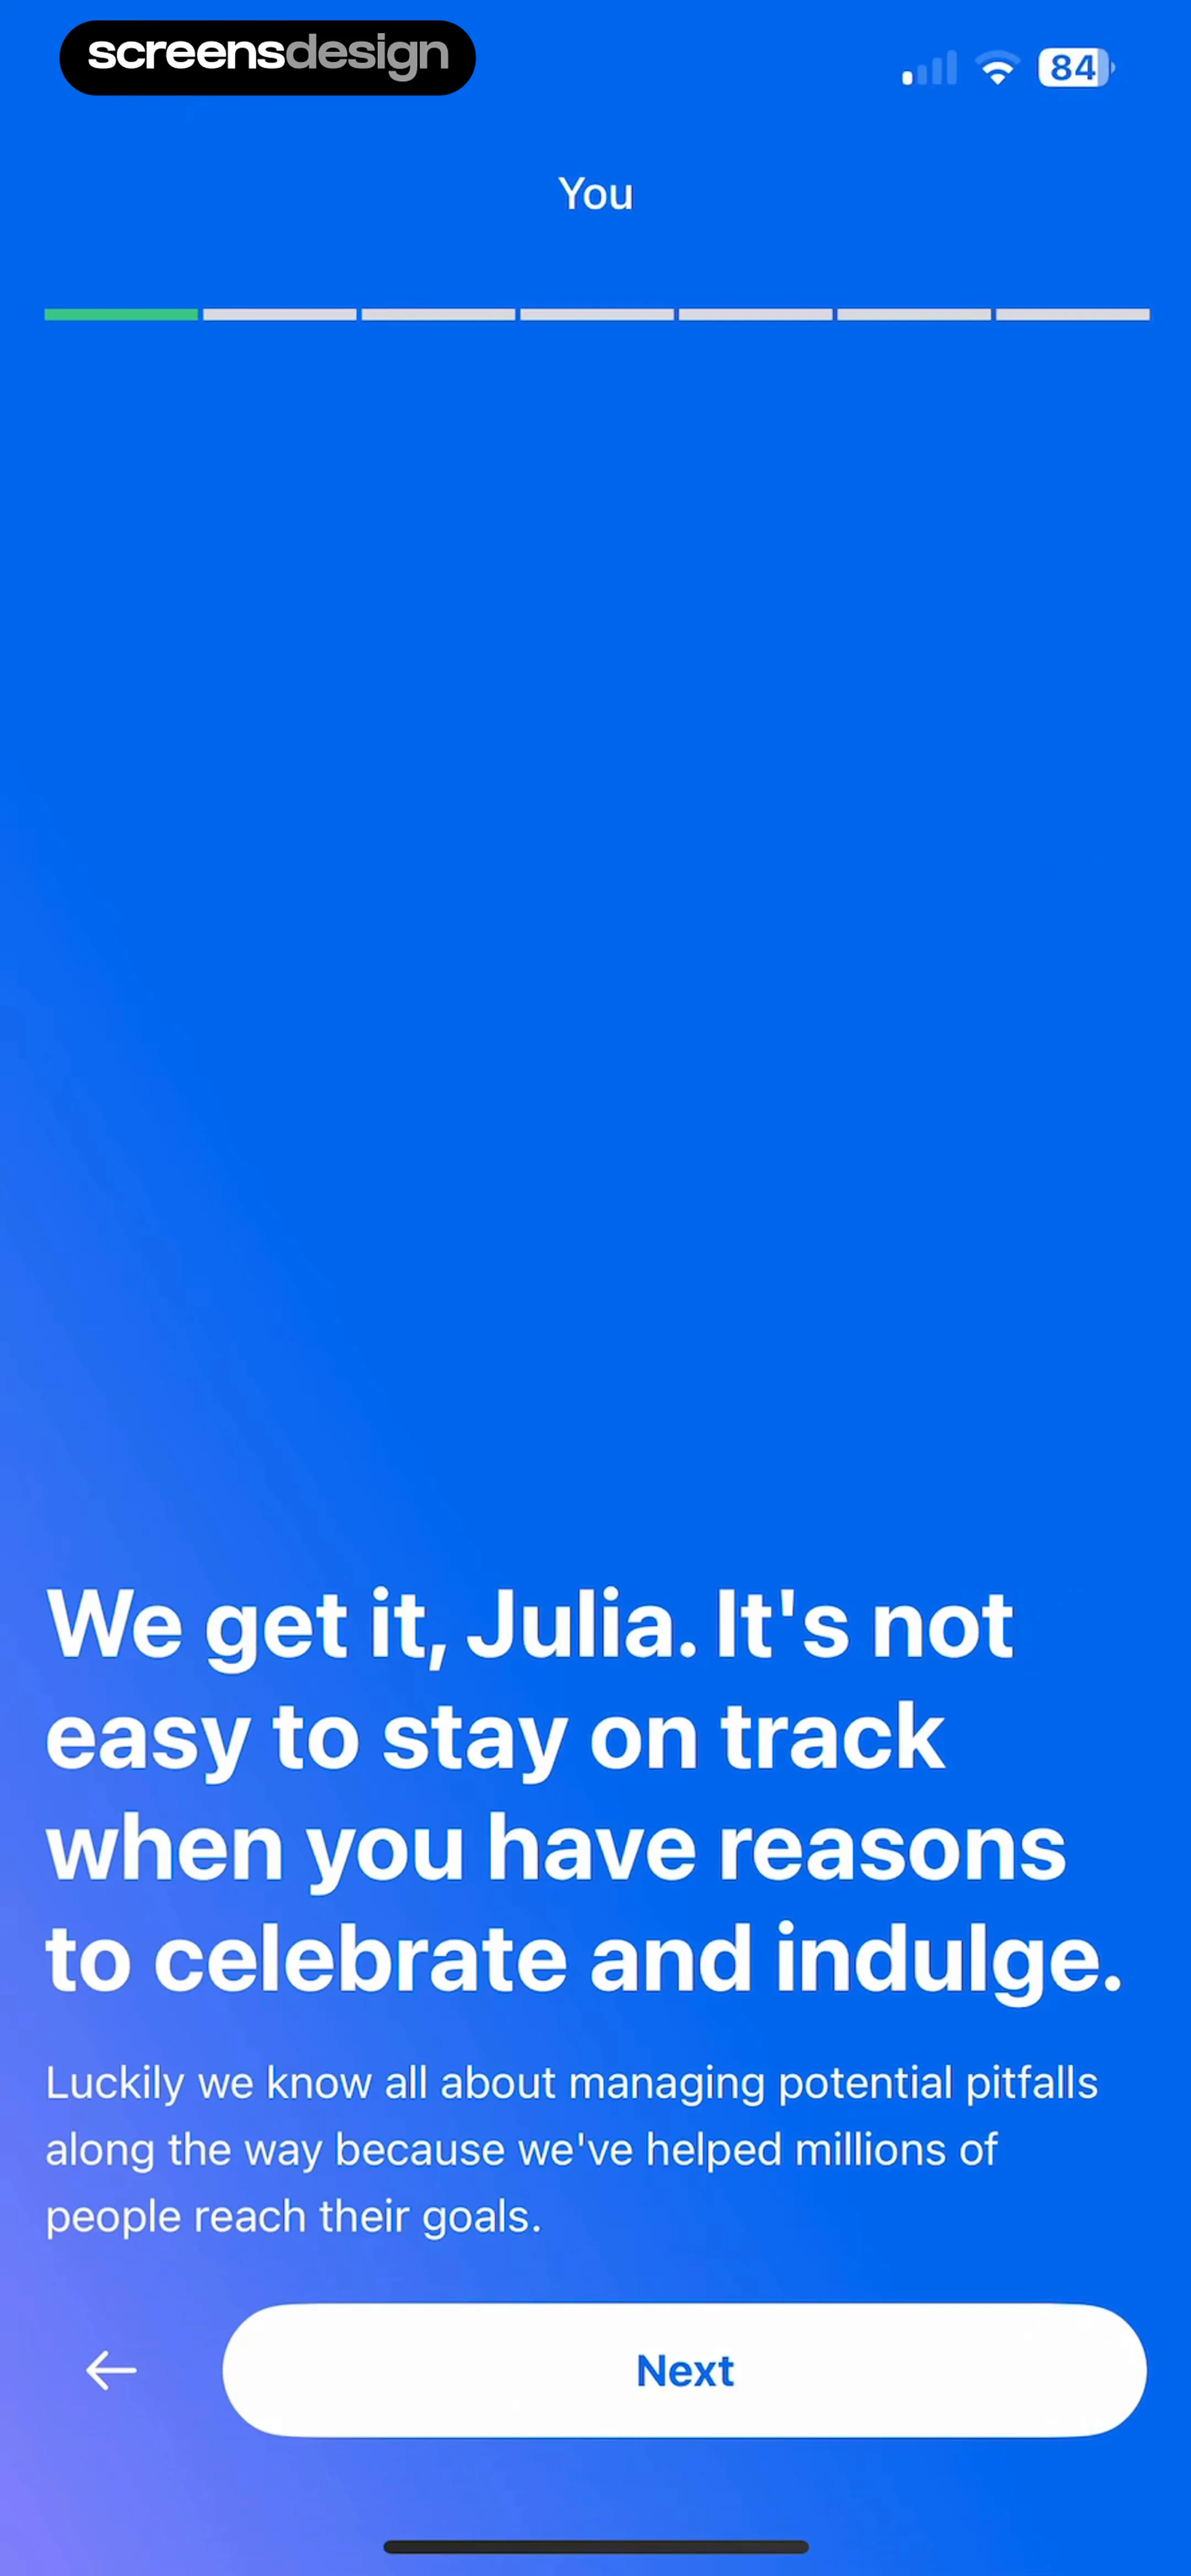 screensdesign
84
You
We get it, Julia. It's not
easy to stay on track
when you have reasons
to celebrate and indulge.
Luckily we know all about managing potential pitfalls
along the way because we've helped millions of
people reach their goals.
Next